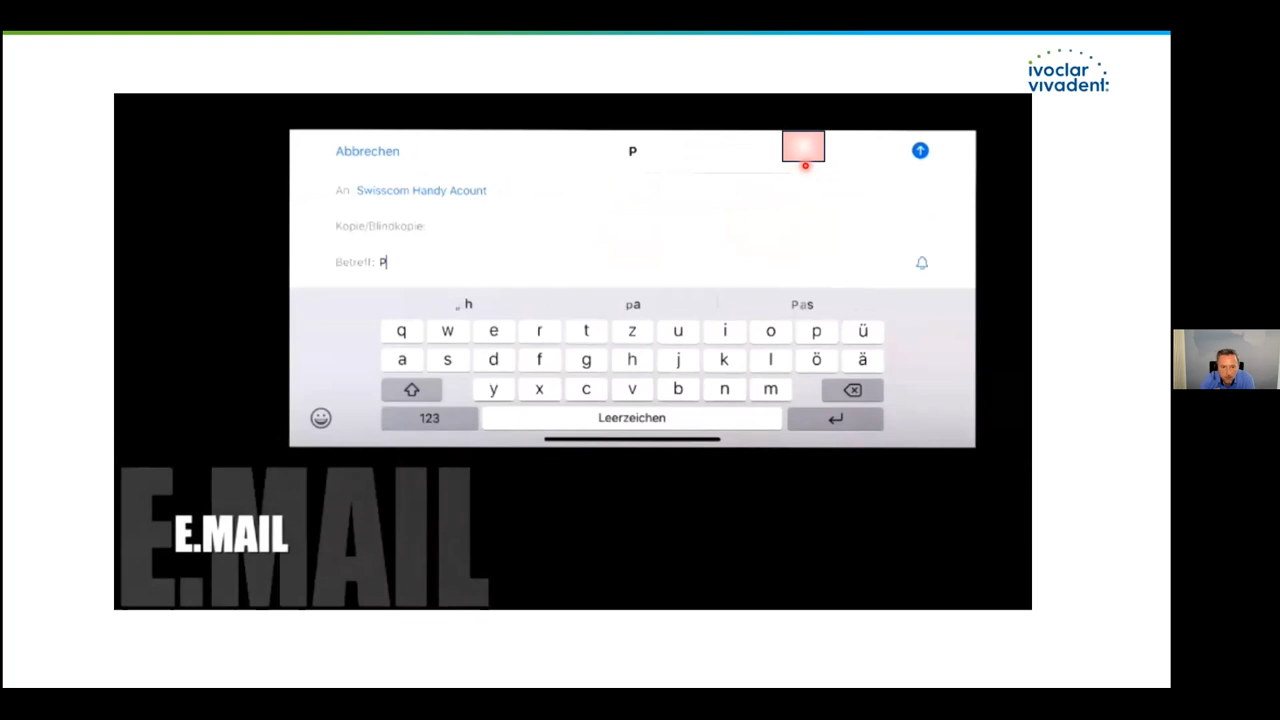 ivoclar
vivadent:
Abbrechen
P
An: Swisscom Handy Acount
Kopie/Blindkopie:
Betreff: P
„h
pa
Pas
q w e r t z u i o p ü
a s d f g h j k l ö ä
y x c v b n m
123
Leerzeichen
E.MAIL
E.MAIL